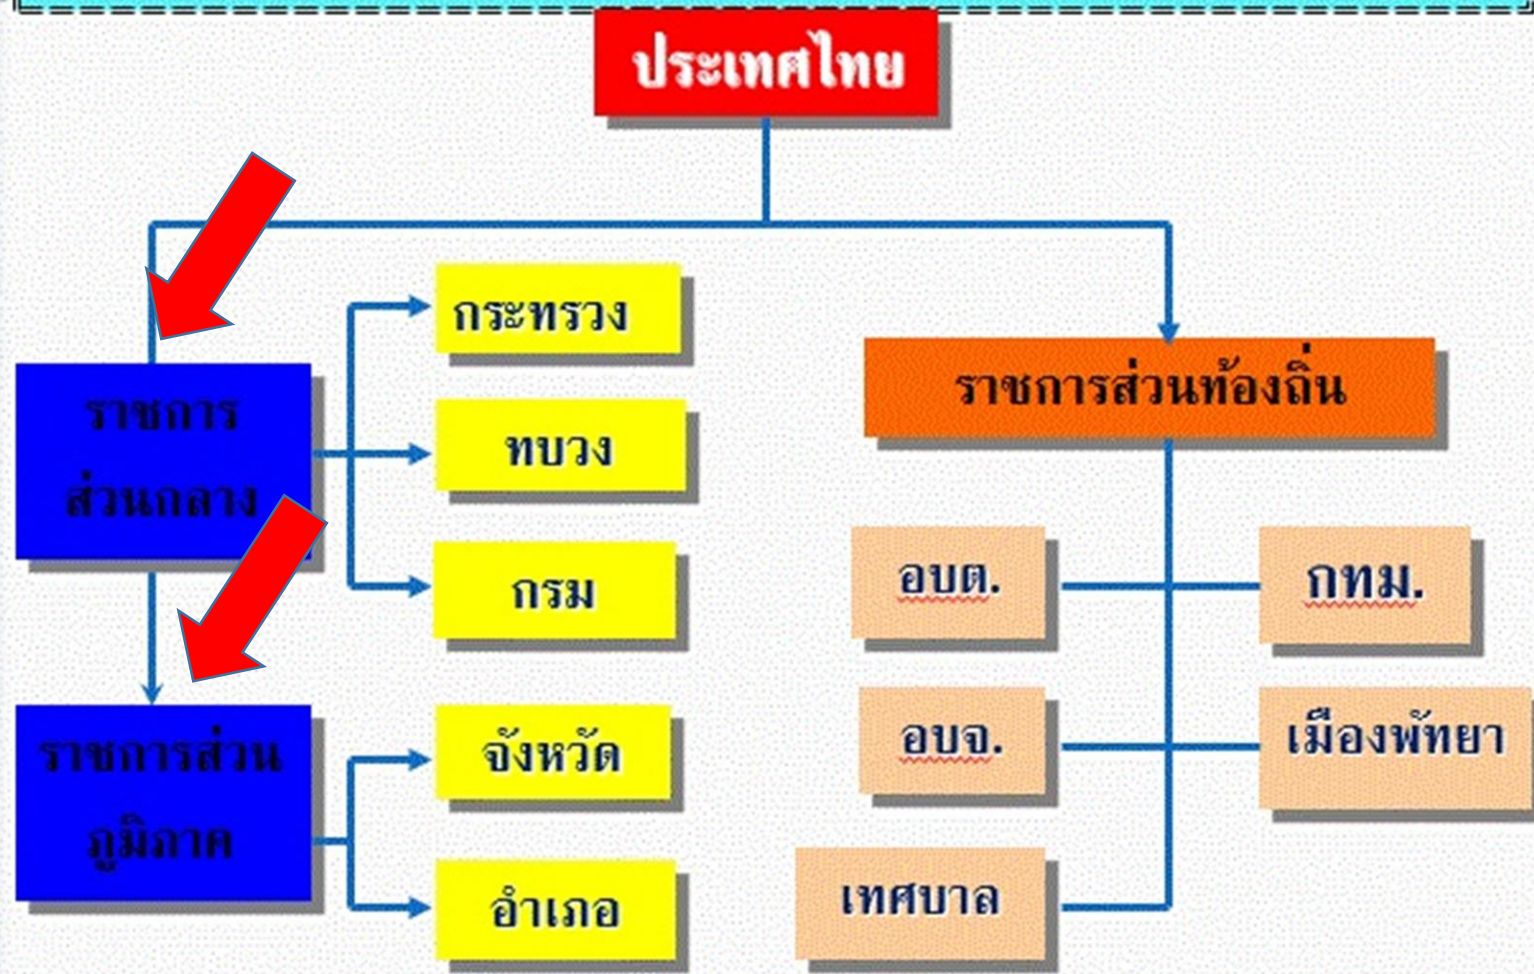 ประเทศไทย
ราชการ
ส่วนกลาง
กระทรวง
ทบวง
กรม
ราชการส่วน
ภูมิภาค
จังหวัด
อำเภอ
ราชการส่วนท้องถิ่น
อบต.
กทม.
อบจ.
เมืองพัทยา
เทศบาล